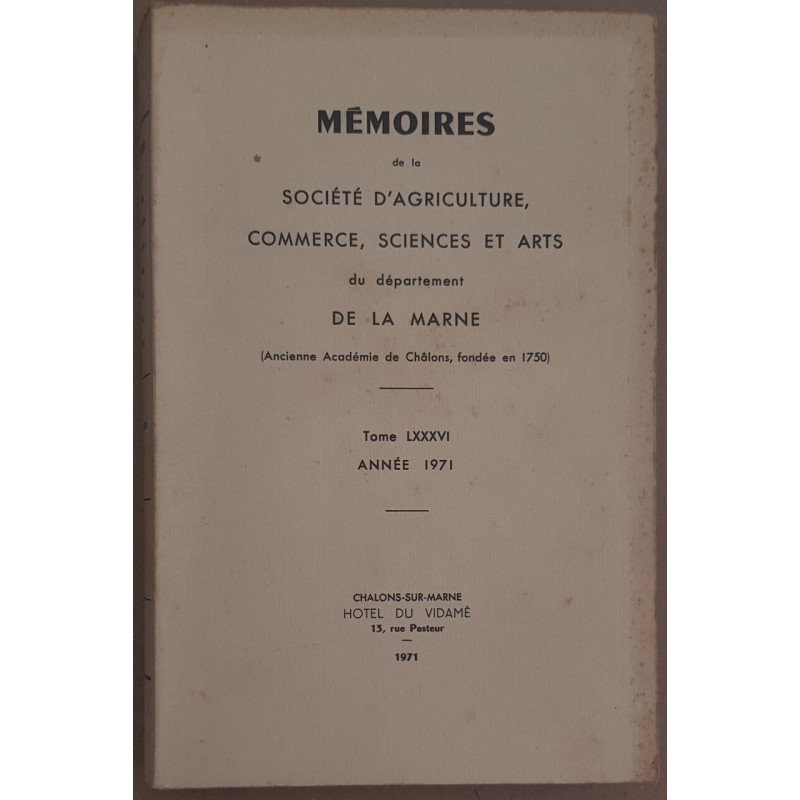 MÉMOIRES
de la
SOCIÉTÉ D'AGRICULTURE,
COMMERCE, SCIENCES ET ARTS
du département
DE LA MARNE
(Ancienne Académie de Châlons, fondée en 1750)
Tome LXXXVI
ANNÉE 1971
CHALONS-SUR-MARNE
HOTEL DU VIDAMÉ
13, rue Pasteur
1971